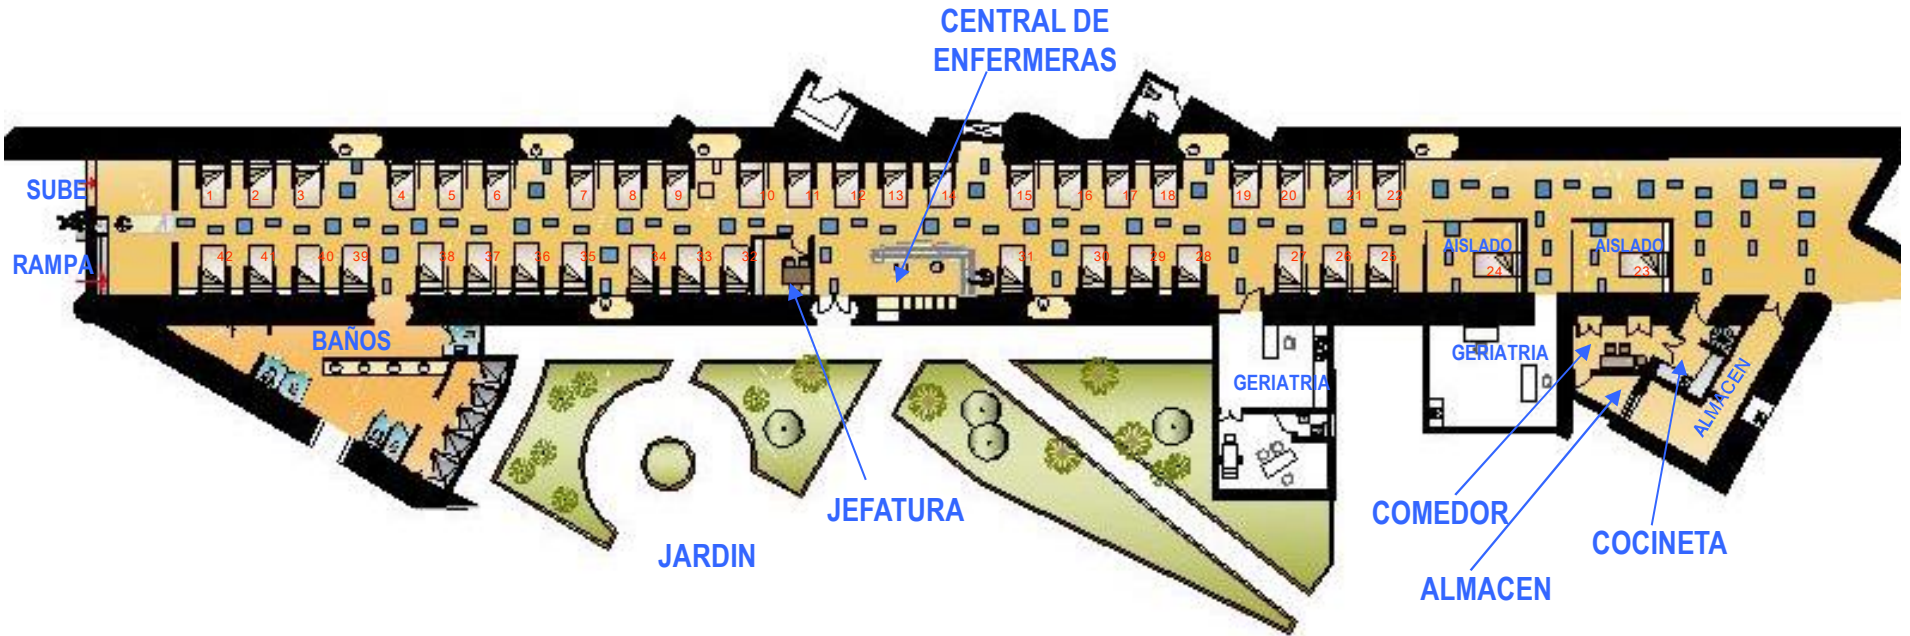 CENTRAL DE
ENFERMERAS
SUBE
RAMPA
1 2 3 4 5 6 7 8 9 10 11 12 13 14 15 16 17 18 19 20 21 22
AISLADO
24
AISLADO
23
42 41 40 39 38 37 36 35 34 33 32 31 30 29 28 27 26 25
BAÑOS
GERIATRIA
GERIATRIA
ALMACEN
JEFATURA
JARDIN
COMEDOR
COCINETA
ALMACEN